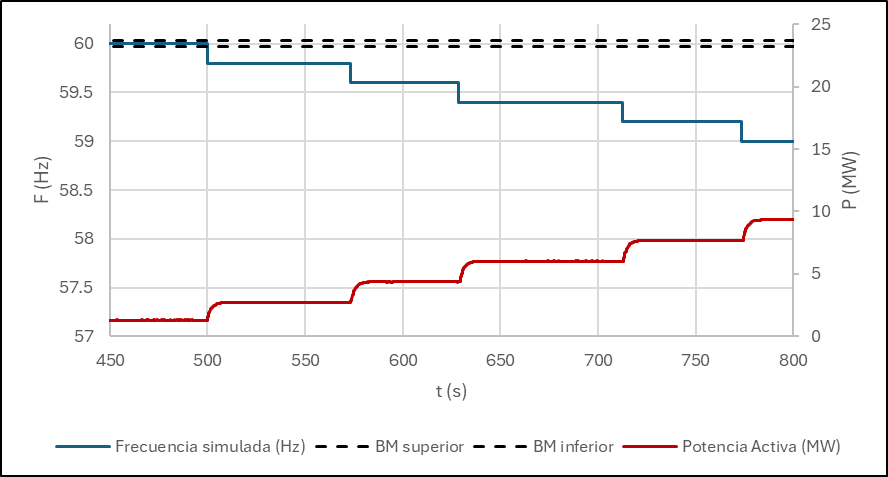 25
60
20
59.5
59
15
58.5
F (Hz)
P (MW)
10
58
5
57.5
57
0
450 500 550 600 650 700 750 800
t (s)
Frecuencia simulada (Hz) BM superior BM inferior Potencia Activa (MW)